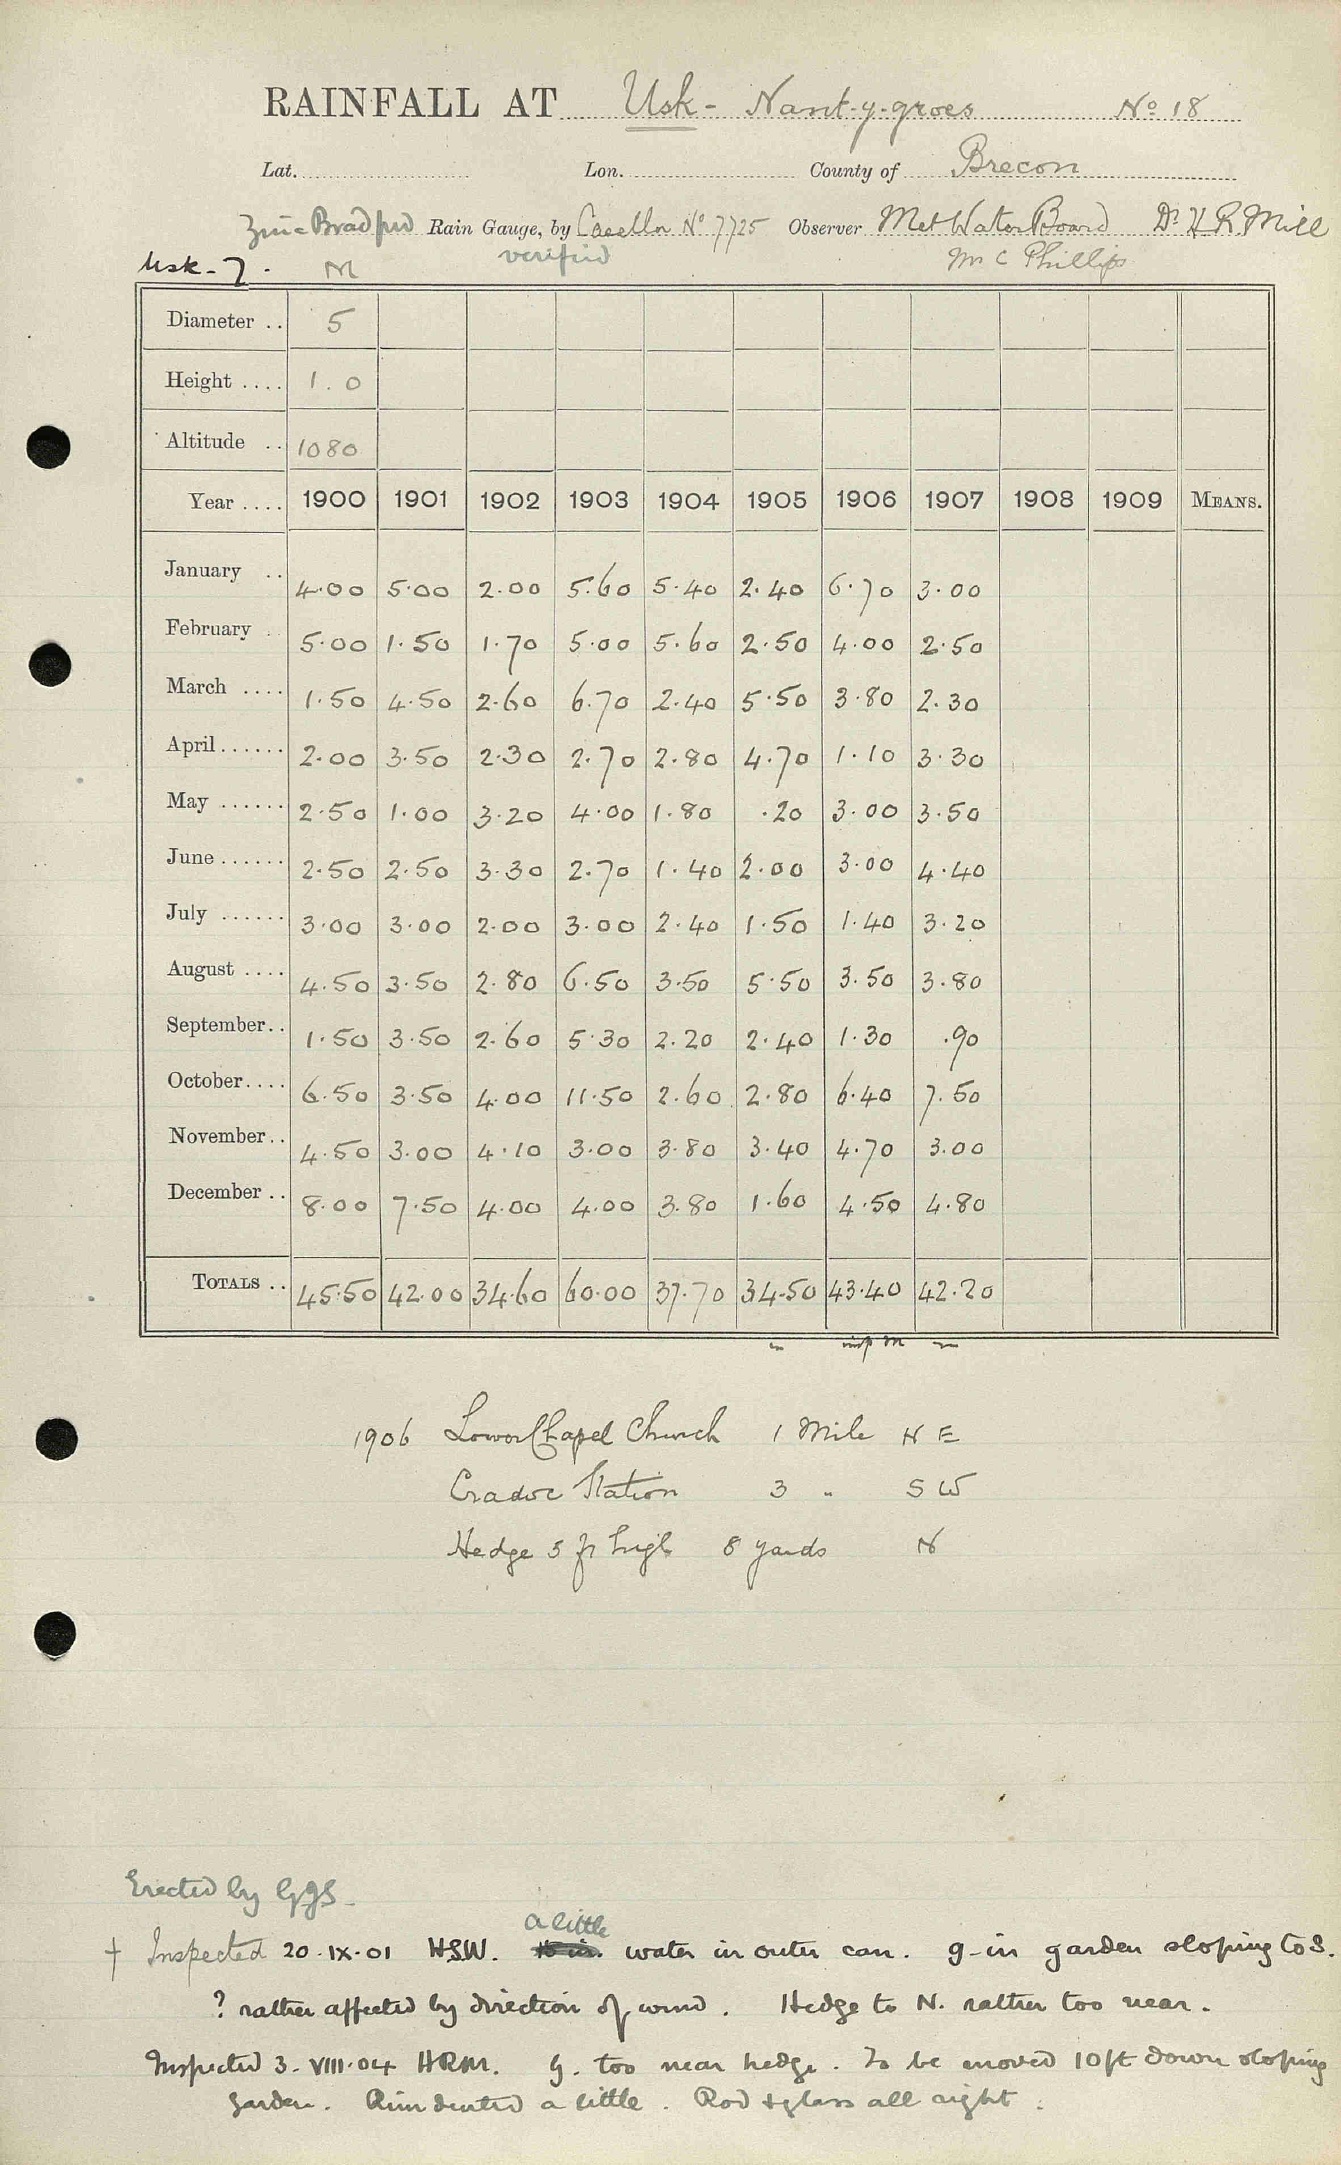 RAINFALL AT Usk - Nant-y-groes No 18
Lat. Lon. County of Brecon
Zinc Bradford Rain Gauge, by Casella No 7725 Observer Met Water Board Dr H R Mill
Usk - 7. M verified Mr C Phillips
Diameter .. 5
Height .... 1.0
Altitude .. 1080
Year .... 1900 1901 1902 1903 1904 1905 1906 1907 1908 1909 MEANS.
January .. 4.00 5.00 2.00 5.60 5.40 2.40 6.70 3.00
February .. 5.00 1.50 1.70 5.00 5.60 2.50 4.00 2.50
March .... 1.50 4.50 2.60 6.70 2.40 5.50 3.80 2.30
April ...... 2.00 3.50 2.30 2.70 2.80 4.70 1.10 3.30
May ...... 2.50 1.00 3.20 4.00 1.80 .20 3.00 3.50
June ...... 2.50 2.50 3.30 2.70 1.40 2.00 3.00 4.40
July ...... 3.00 3.00 2.00 3.00 2.40 1.50 1.40 3.20
August .... 4.50 3.50 2.80 6.50 3.50 5.50 3.50 3.80
September.. 1.50 3.50 2.60 5.30 2.20 2.40 1.30 .90
October.... 6.50 3.50 4.00 11.50 2.60 2.80 6.40 7.50
November.. 4.50 3.00 4.10 3.00 3.80 3.40 4.70 3.00
December .. 8.00 7.50 4.00 4.00 3.80 1.60 4.50 4.80
TOTALS .. 45.50 42.00 34.60 60.00 37.70 34.50 43.40 42.20
1906 Lower Chapel Church 1 Mile N E
Cradoc Station 3 " S W
Hedge 5 ft high 8 yards N
Erected by GJS.
a little
† Inspected 20.IX.01 HSW. water in outer can. g. in garden sloping to S.
? rather affected by direction of wind. Hedge to N. rather too near.
Inspected 3.VIII.04 HRM. g. too near hedge. To be moved 10ft down sloping
garden. Rim dented a little. Rod & glass all right.